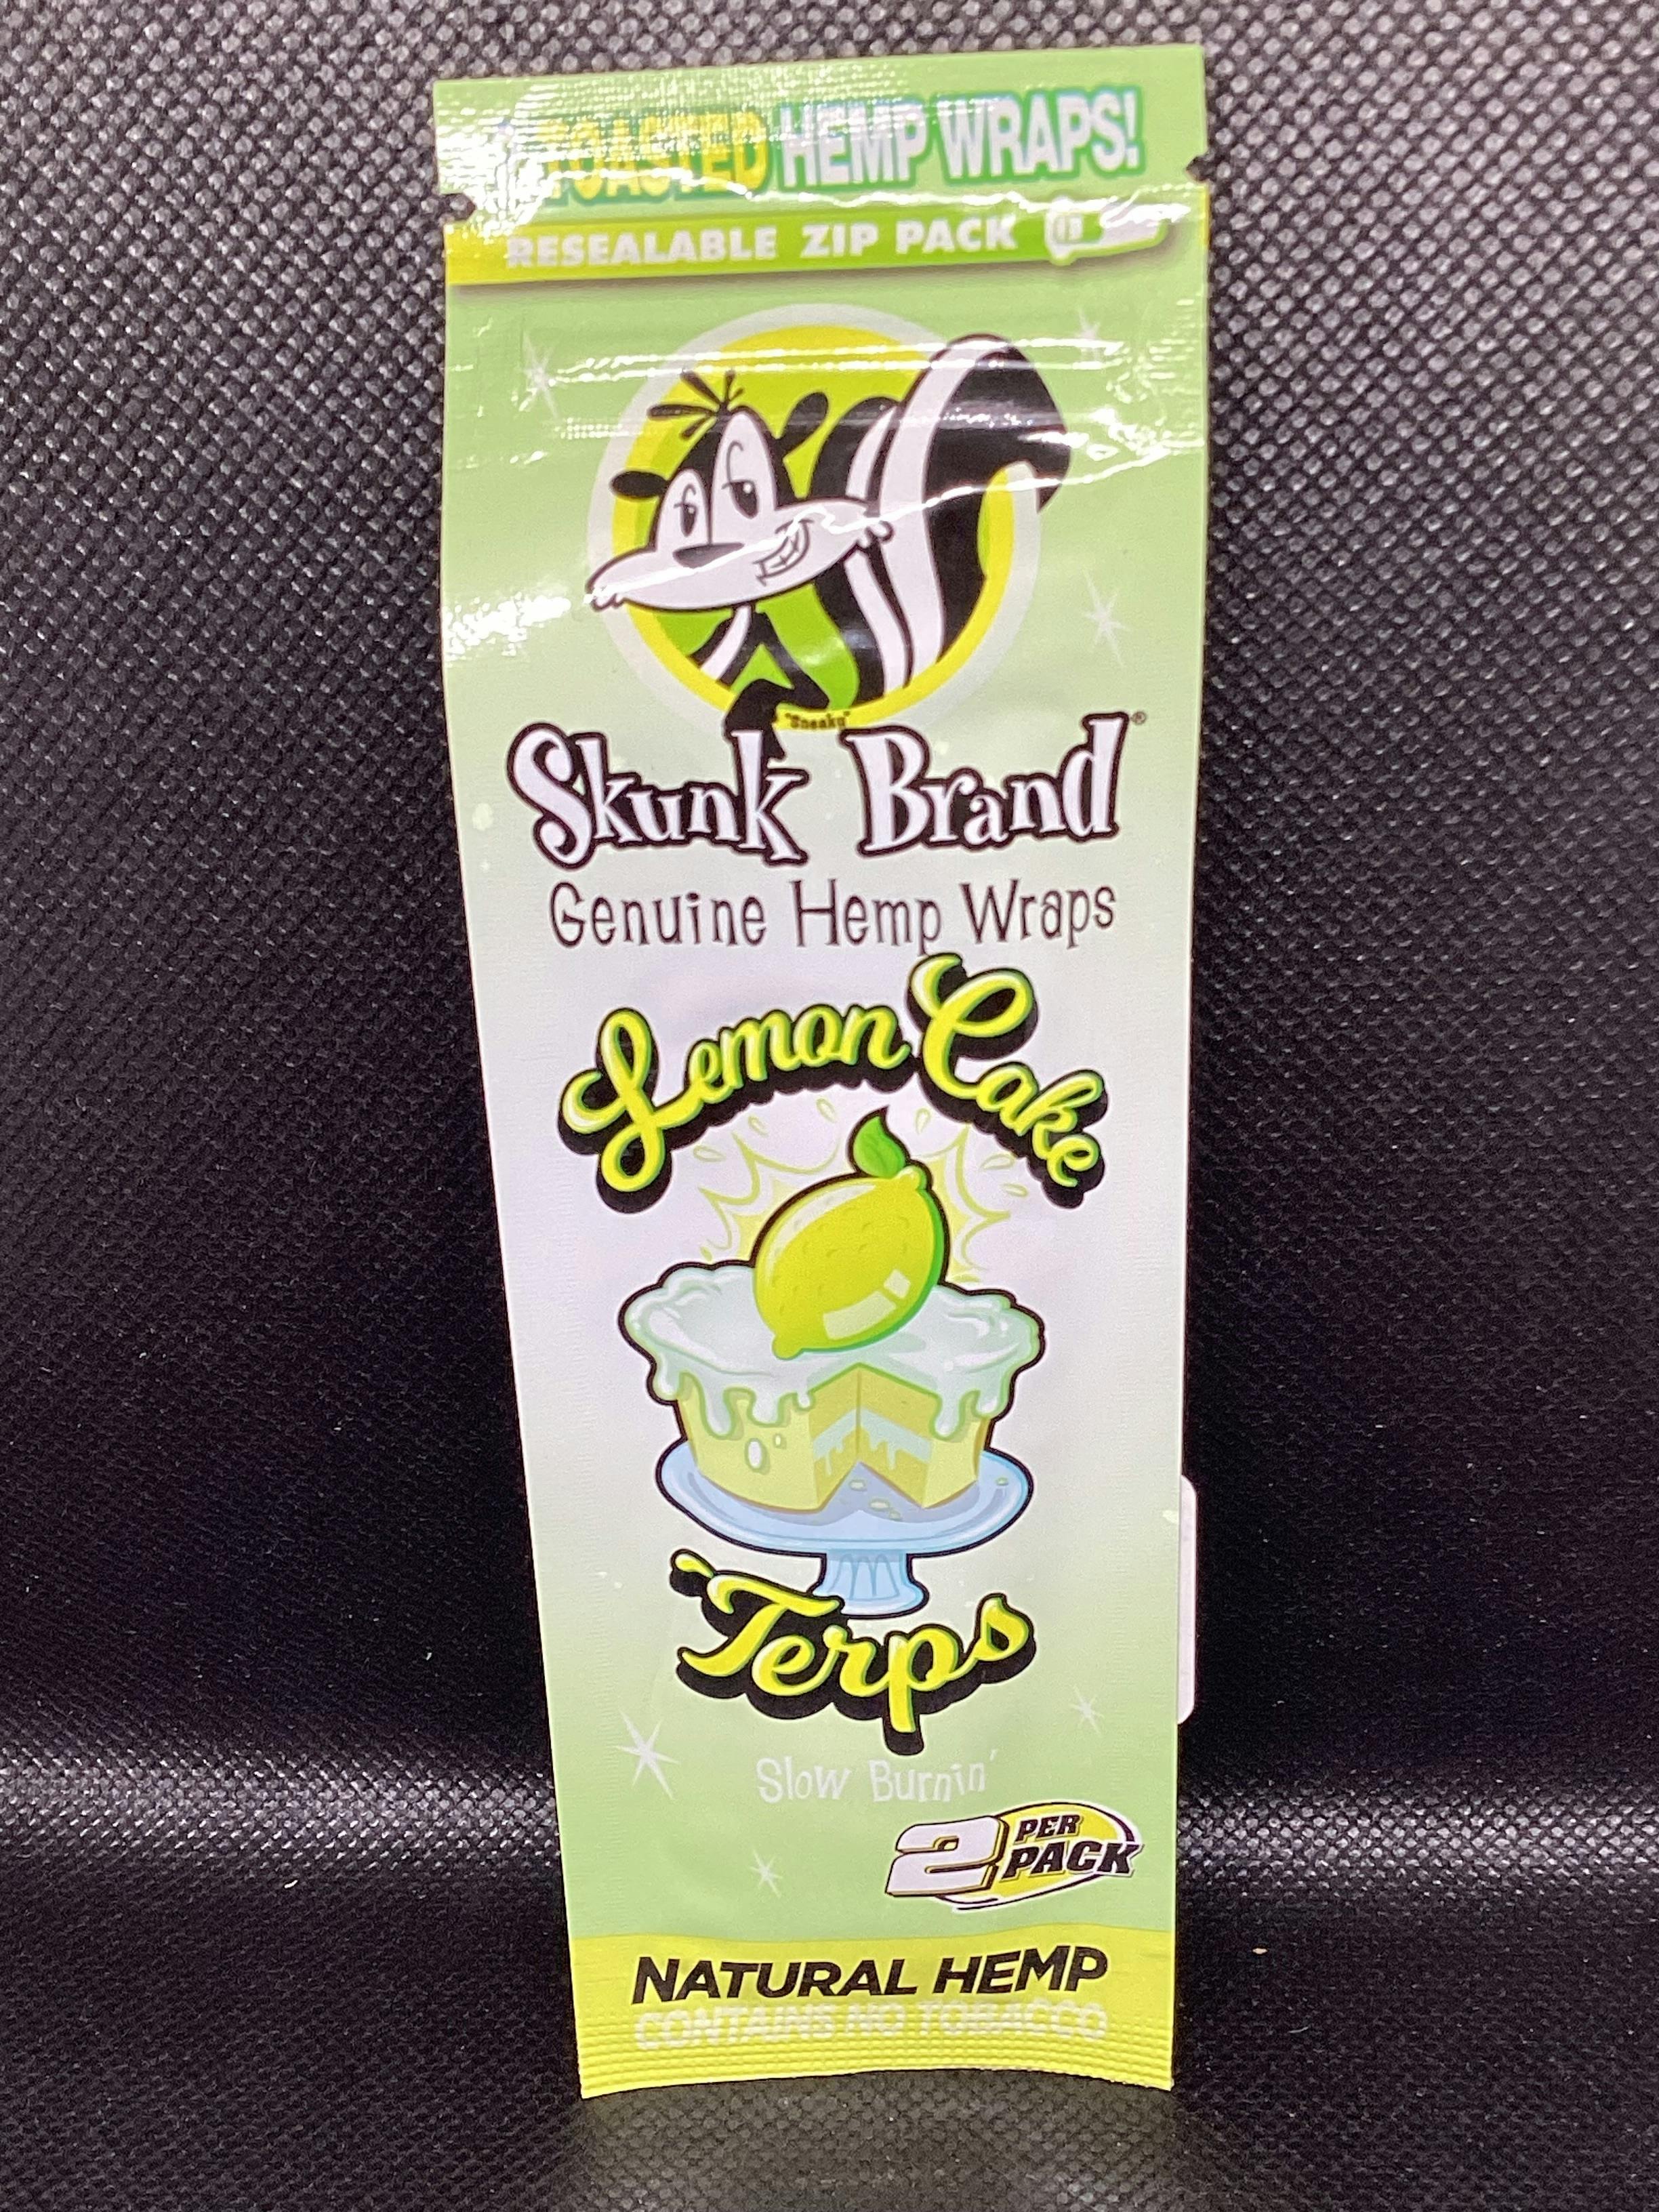 TOASTED HEMP WRAPS!
RESEALABLE ZIP PACK
"Sneaky"
Skunk Brand®
Genuine Hemp Wraps
Lemon Cake
Terps
Slow Burnin'
2 PER PACK
NATURAL HEMP
CONTAINS NO TOBACCO